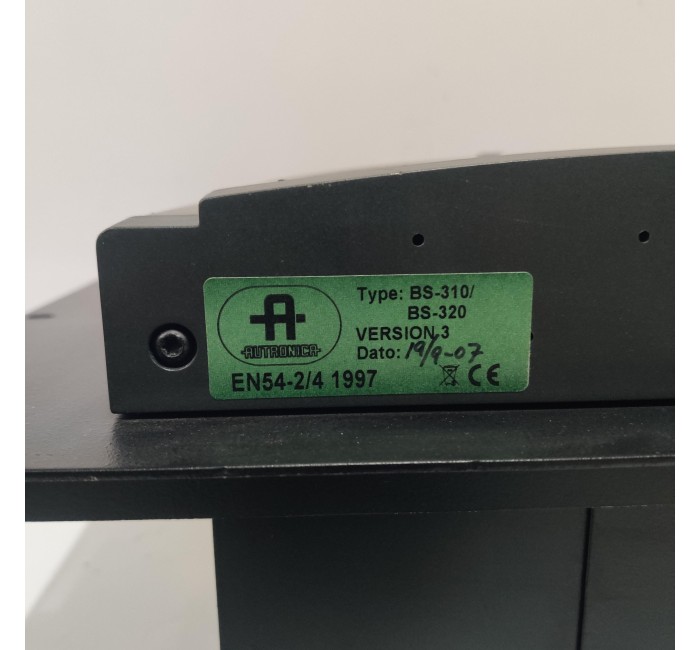 A
AUTRONICA
Type: BS-310/
BS-320
VERSION 3
Dato: 19/9-07
EN54-2/4 1997
CE